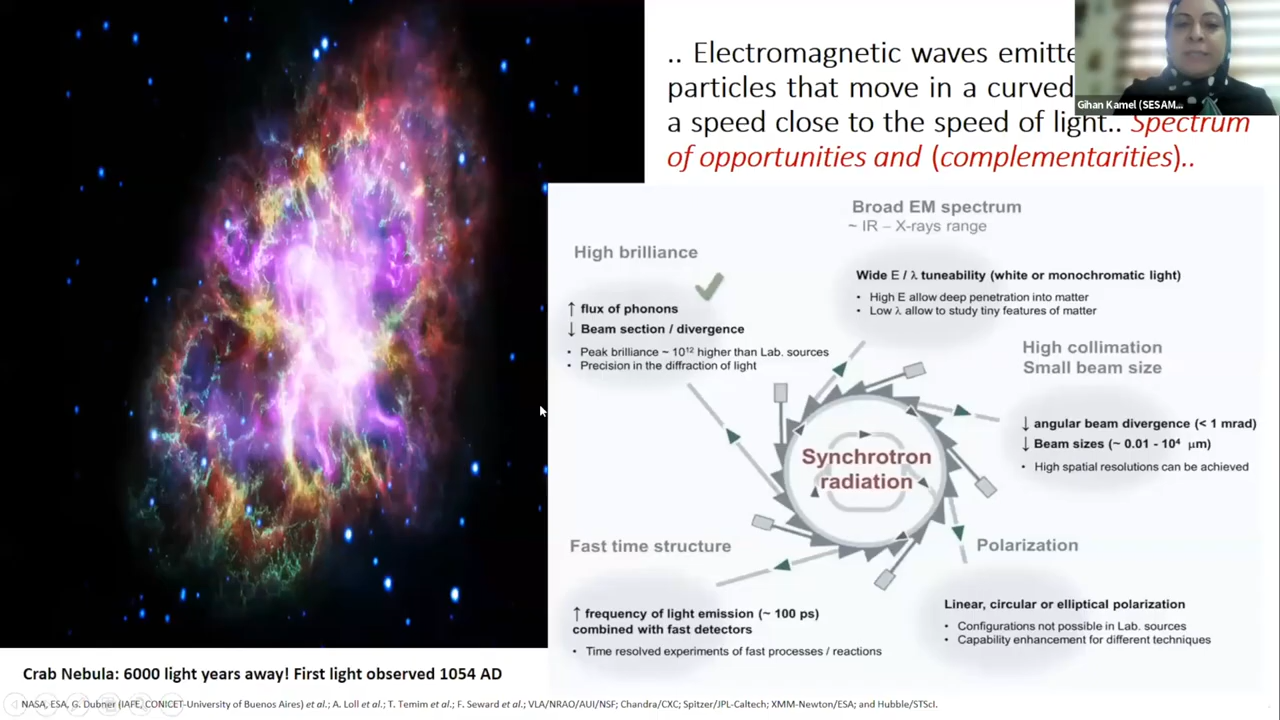 .. Electromagnetic waves emitte
particles that move in a curved
a speed close to the speed of light.. Spectrum
of opportunities and (complementarities)..
Gihan Kamel (SESAM...
Broad EM spectrum
~ IR – X-rays range
Wide E / λ tuneability (white or monochromatic light)
• High E allow deep penetration into matter
• Low λ allow to study tiny features of matter
High brilliance
↑ flux of phonons
↓ Beam section / divergence
• Peak brilliance ~ 10¹² higher than Lab. sources
• Precision in the diffraction of light
High collimation
Small beam size
↓ angular beam divergence (< 1 mrad)
↓ Beam sizes (~ 0.01 - 10⁴ μm)
• High spatial resolutions can be achieved
Synchrotron
radiation
Fast time structure
↑ frequency of light emission (~ 100 ps)
combined with fast detectors
• Time resolved experiments of fast processes / reactions
Polarization
Linear, circular or elliptical polarization
• Configurations not possible in Lab. sources
• Capability enhancement for different techniques
Crab Nebula: 6000 light years away! First light observed 1054 AD
NASA, ESA, G. Dubner (IAFE, CONICET-University of Buenos Aires) et al.; A. Loll et al.; T. Temim et al.; F. Seward et al.; VLA/NRAO/AUI/NSF; Chandra/CXC; Spitzer/JPL-Caltech; XMM-Newton/ESA; and Hubble/STScI.